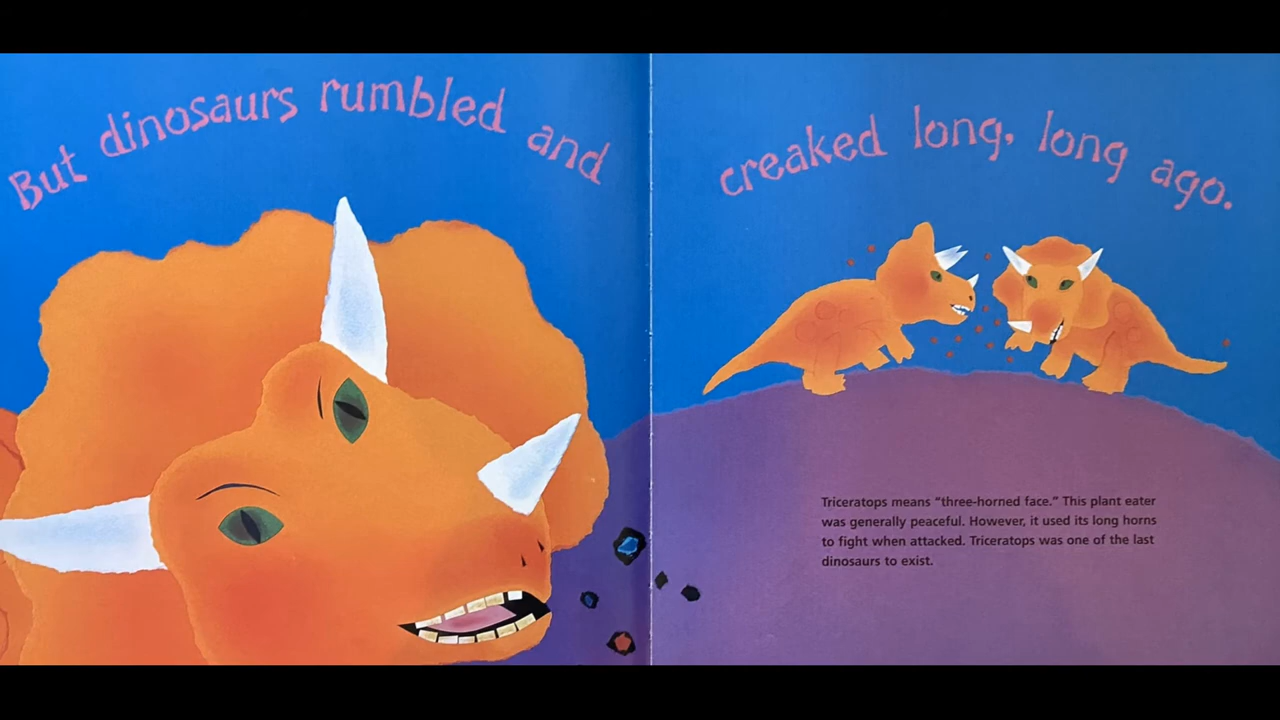 But dinosaurs rumbled and
creaked long, long ago.
Triceratops means “three-horned face.” This plant eater
was generally peaceful. However, it used its long horns
to fight when attacked. Triceratops was one of the last
dinosaurs to exist.